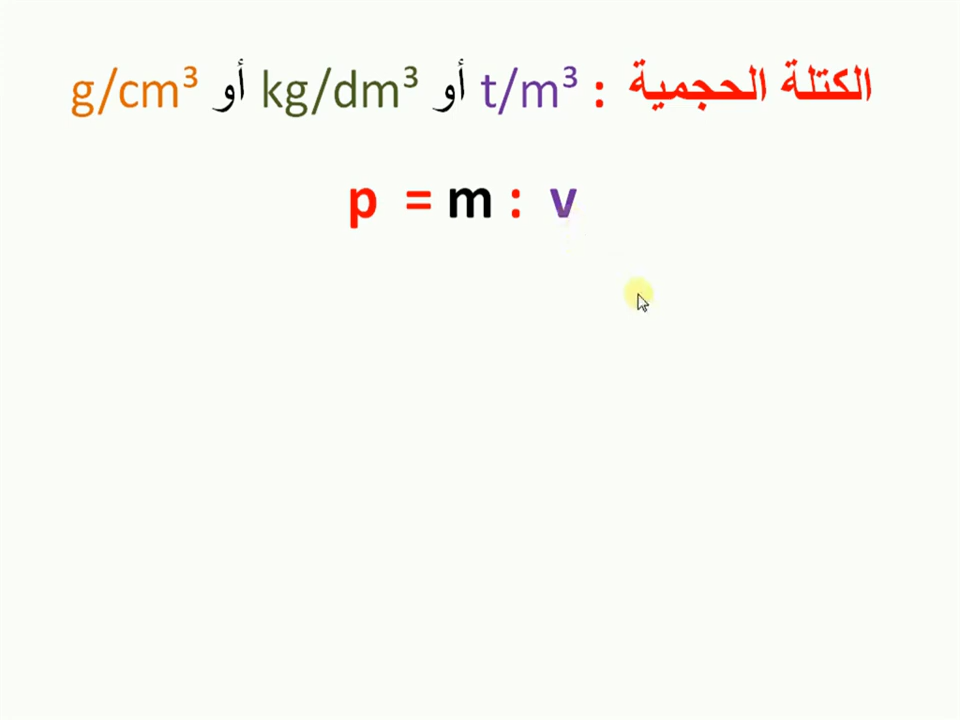 الكتلة الحجمية : t/m³ أو kg/dm³ أو g/cm³
p = m : v